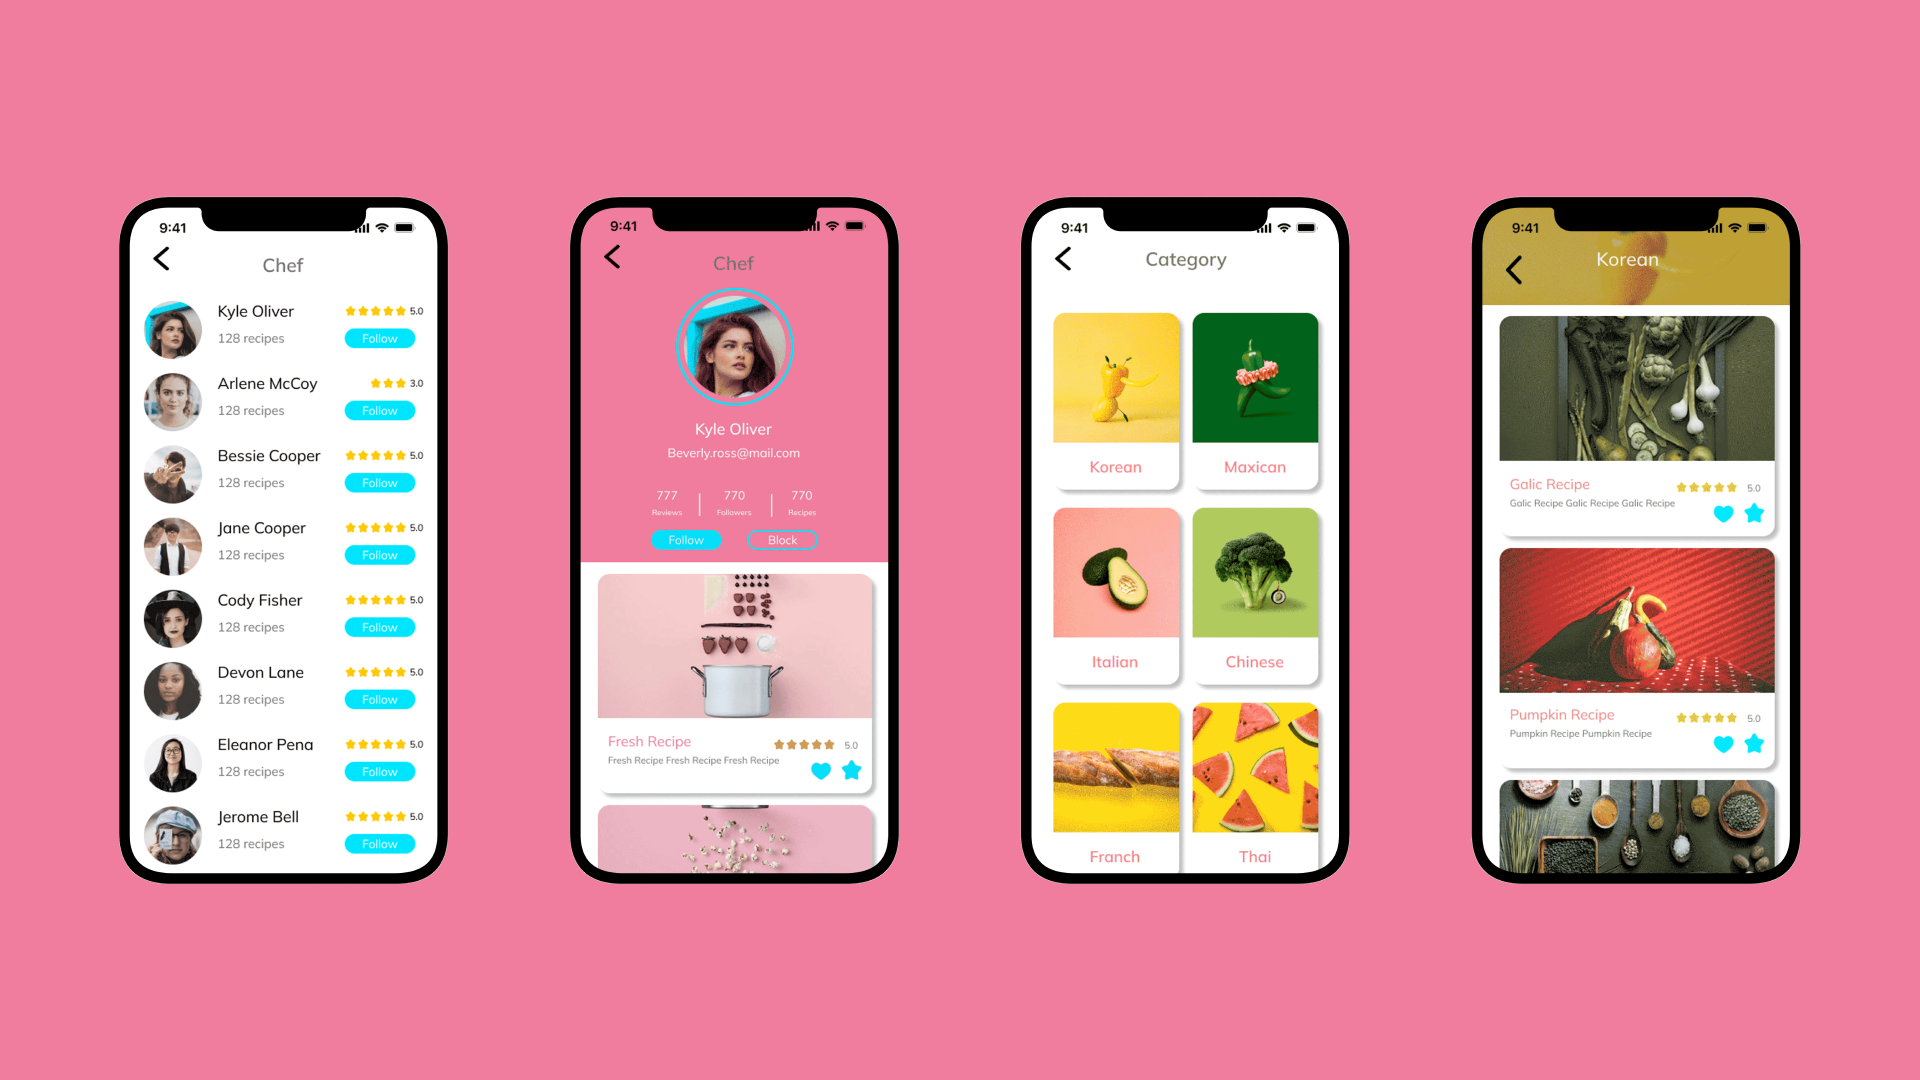 9:41
Chef
Kyle Oliver
5.0
128 recipes
Follow
Arlene McCoy
3.0
128 recipes
Follow
Bessie Cooper
5.0
128 recipes
Follow
Jane Cooper
5.0
128 recipes
Follow
Cody Fisher
5.0
128 recipes
Follow
Devon Lane
5.0
128 recipes
Follow
Eleanor Pena
5.0
128 recipes
Follow
Jerome Bell
5.0
128 recipes
Follow
9:41
Chef
Kyle Oliver
Beverly.ross@mail.com
777 770 770
Reviews Followers Recipes
Follow Block
Fresh Recipe
5.0
Fresh Recipe Fresh Recipe Fresh Recipe
9:41
Category
Korean Maxican
Italian Chinese
Franch Thai
9:41
Korean
Galic Recipe
5.0
Galic Recipe Galic Recipe Galic Recipe
Pumpkin Recipe
5.0
Pumpkin Recipe Pumpkin Recipe